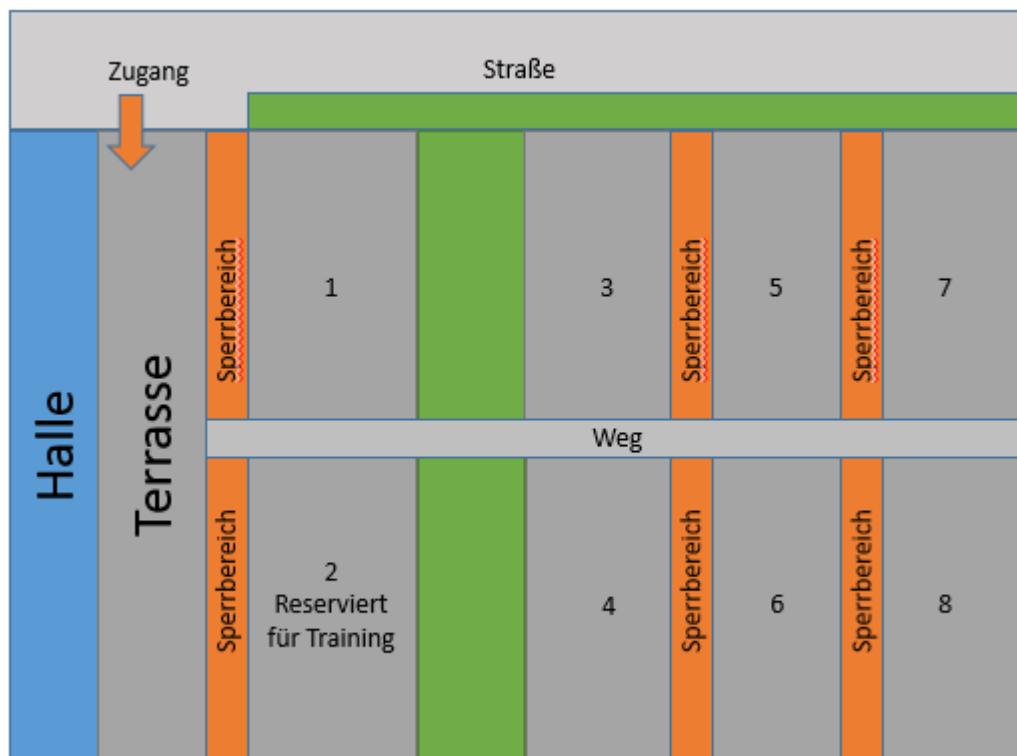 Zugang
Straße
Halle
Terrasse
Sperrbereich
1
3
Sperrbereich
5
Sperrbereich
7
Weg
Sperrbereich
2
Reserviert
für Training
4
Sperrbereich
6
Sperrbereich
8